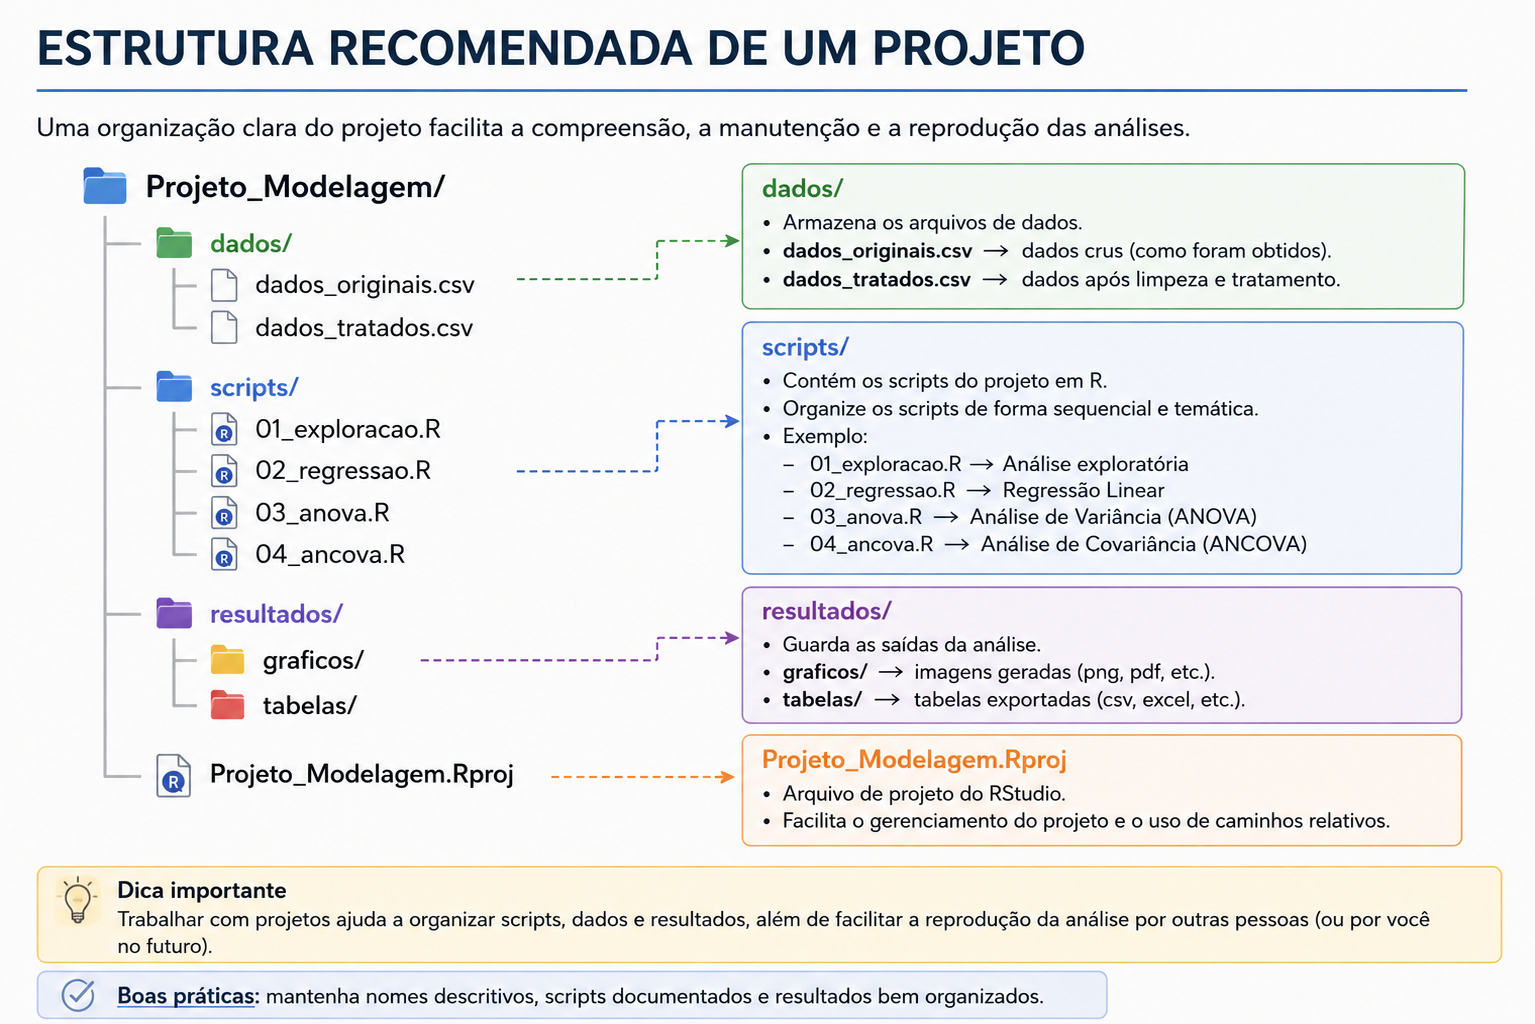 ESTRUTURA RECOMENDADA DE UM PROJETO
Uma organização clara do projeto facilita a compreensão, a manutenção e a reprodução das análises.
Projeto_Modelagem/
dados/
dados_originais.csv
dados_tratados.csv
scripts/
R 01_exploracao.R
R 02_regressao.R
R 03_anova.R
R 04_ancova.R
resultados/
graficos/
tabelas/
R Projeto_Modelagem.Rproj
dados/
• Armazena os arquivos de dados.
• dados_originais.csv → dados crus (como foram obtidos).
• dados_tratados.csv → dados após limpeza e tratamento.
scripts/
• Contém os scripts do projeto em R.
• Organize os scripts de forma sequencial e temática.
• Exemplo:
– 01_exploracao.R → Análise exploratória
– 02_regressao.R → Regressão Linear
– 03_anova.R → Análise de Variância (ANOVA)
– 04_ancova.R → Análise de Covariância (ANCOVA)
resultados/
• Guarda as saídas da análise.
• graficos/ → imagens geradas (png, pdf, etc.).
• tabelas/ → tabelas exportadas (csv, excel, etc.).
Projeto_Modelagem.Rproj
• Arquivo de projeto do RStudio.
• Facilita o gerenciamento do projeto e o uso de caminhos relativos.
Dica importante
Trabalhar com projetos ajuda a organizar scripts, dados e resultados, além de facilitar a reprodução da análise por outras pessoas (ou por você
no futuro).
Boas práticas: mantenha nomes descritivos, scripts documentados e resultados bem organizados.